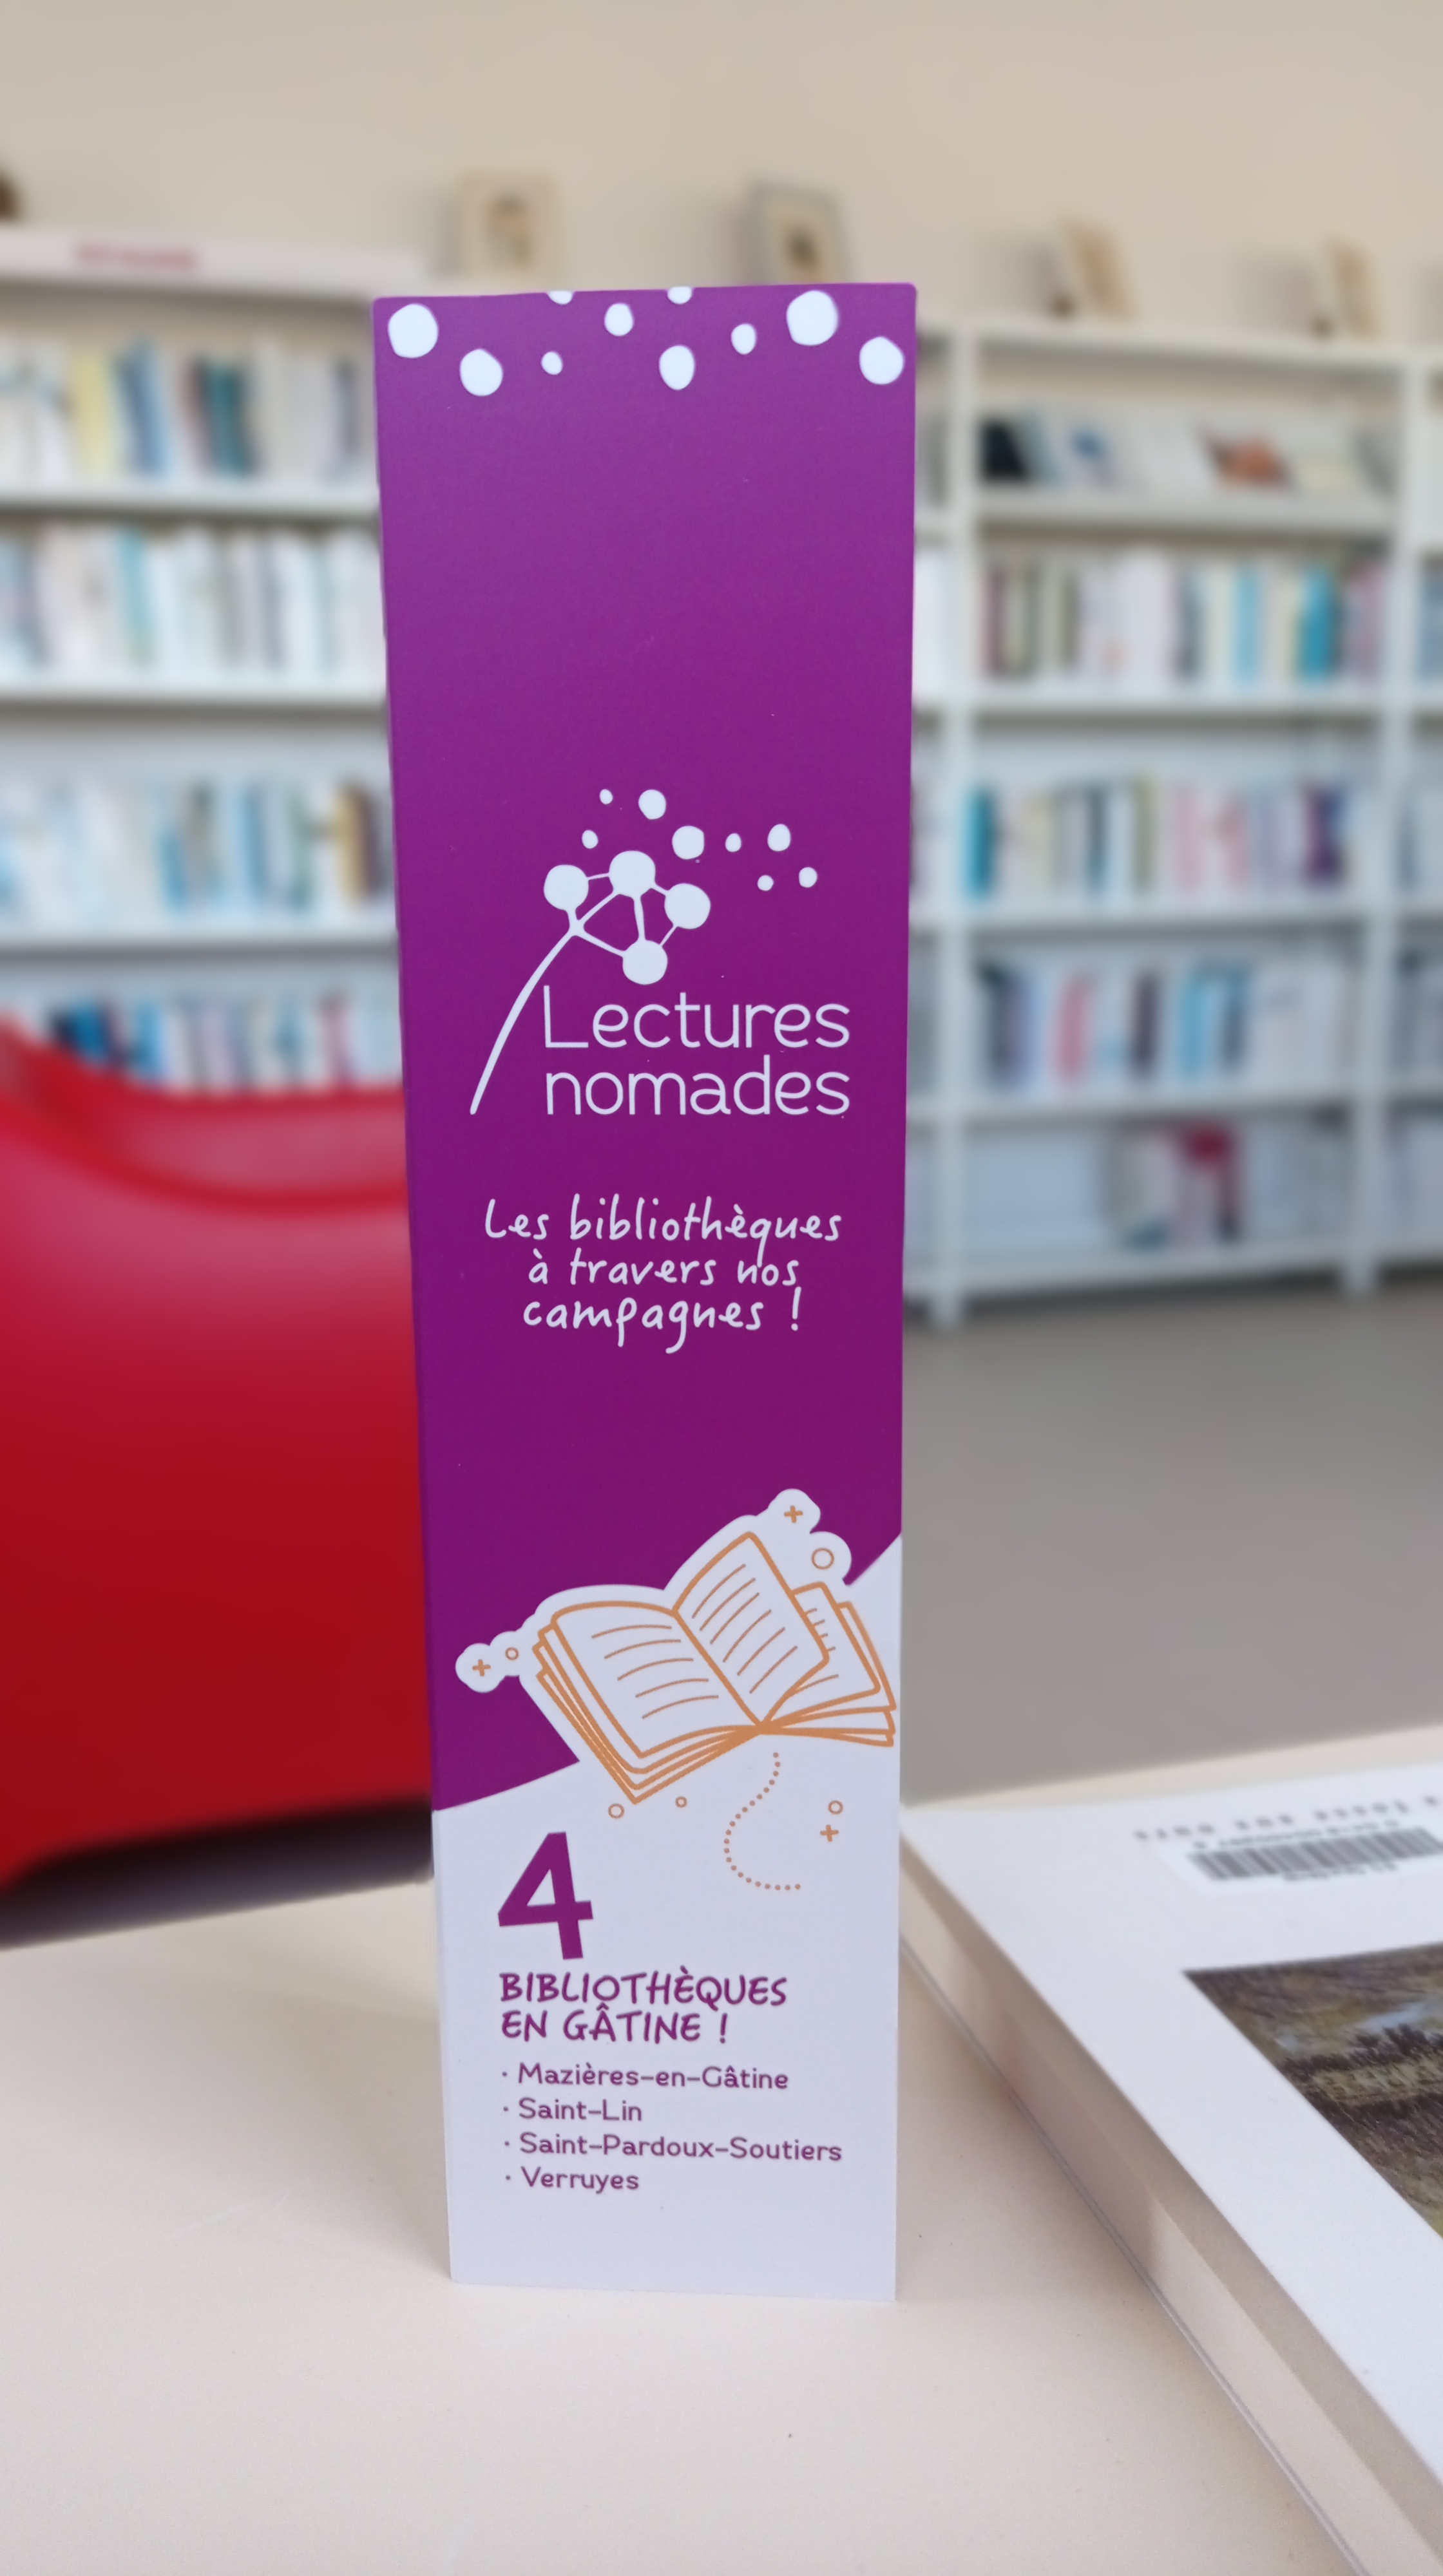 Lectures
nomades
Les bibliothèques
à travers nos
campagnes !
4
BIBLIOTHÈQUES
EN GÂTINE !
· Mazières-en-Gâtine
· Saint-Lin
· Saint-Pardoux-Soutiers
· Verruyes